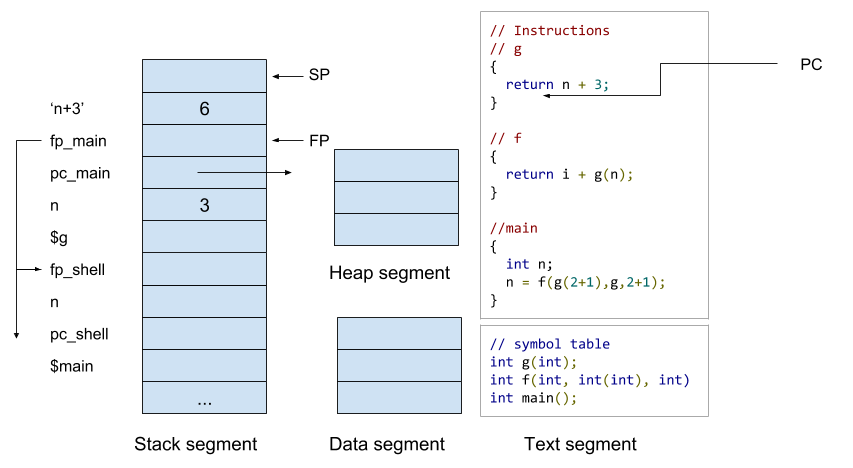 SP
‘n+3’
6
fp_main
FP
pc_main
n
3
$g
fp_shell
n
pc_shell
$main
...
Stack segment
Heap segment
Data segment
// Instructions
// g
{
return n + 3;
}
// f
{
return i + g(n);
}
//main
{
int n;
n = f(g(2+1),g,2+1);
}
PC
// symbol table
int g(int);
int f(int, int(int), int)
int main();
Text segment